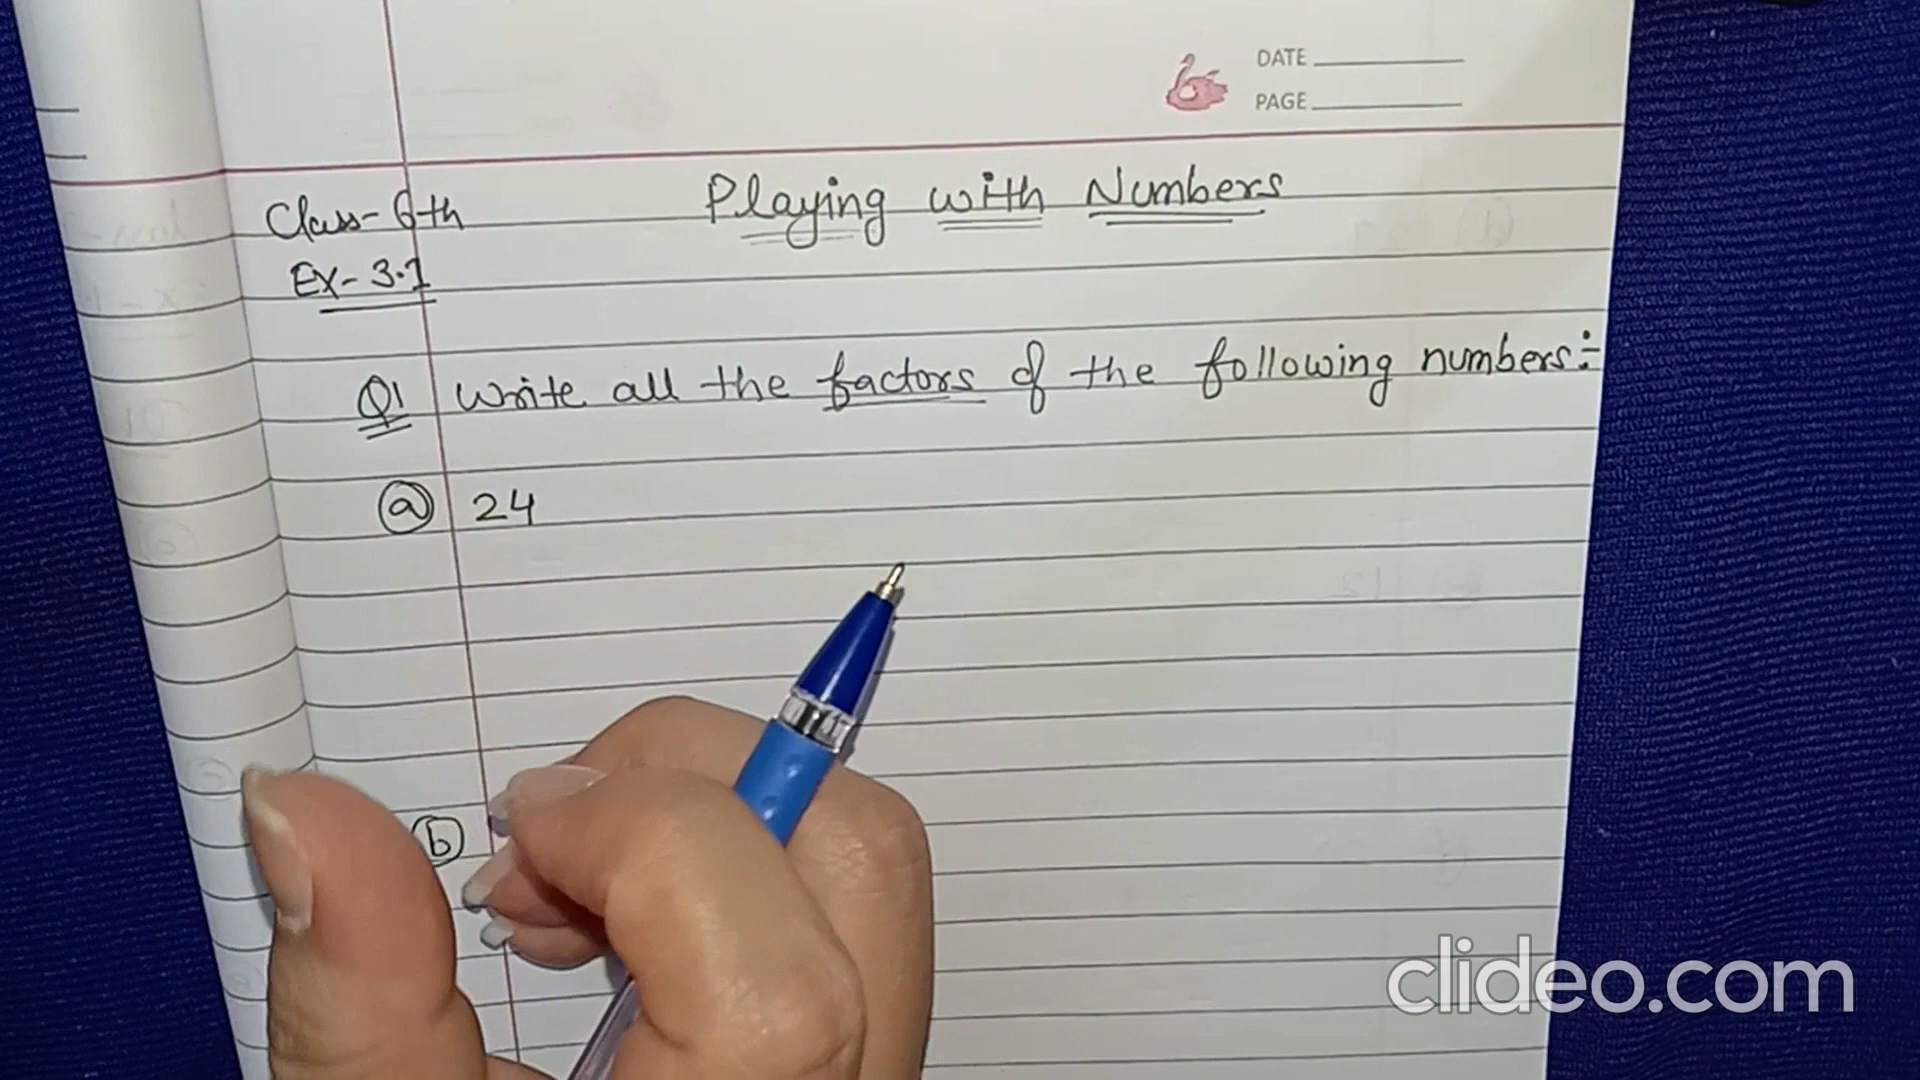 DATE
PAGE
Class- 6th
Playing with Numbers
Ex- 3.1
Q1 Write all the factors of the following numbers:-
(a) 24
(b)
clideo.com